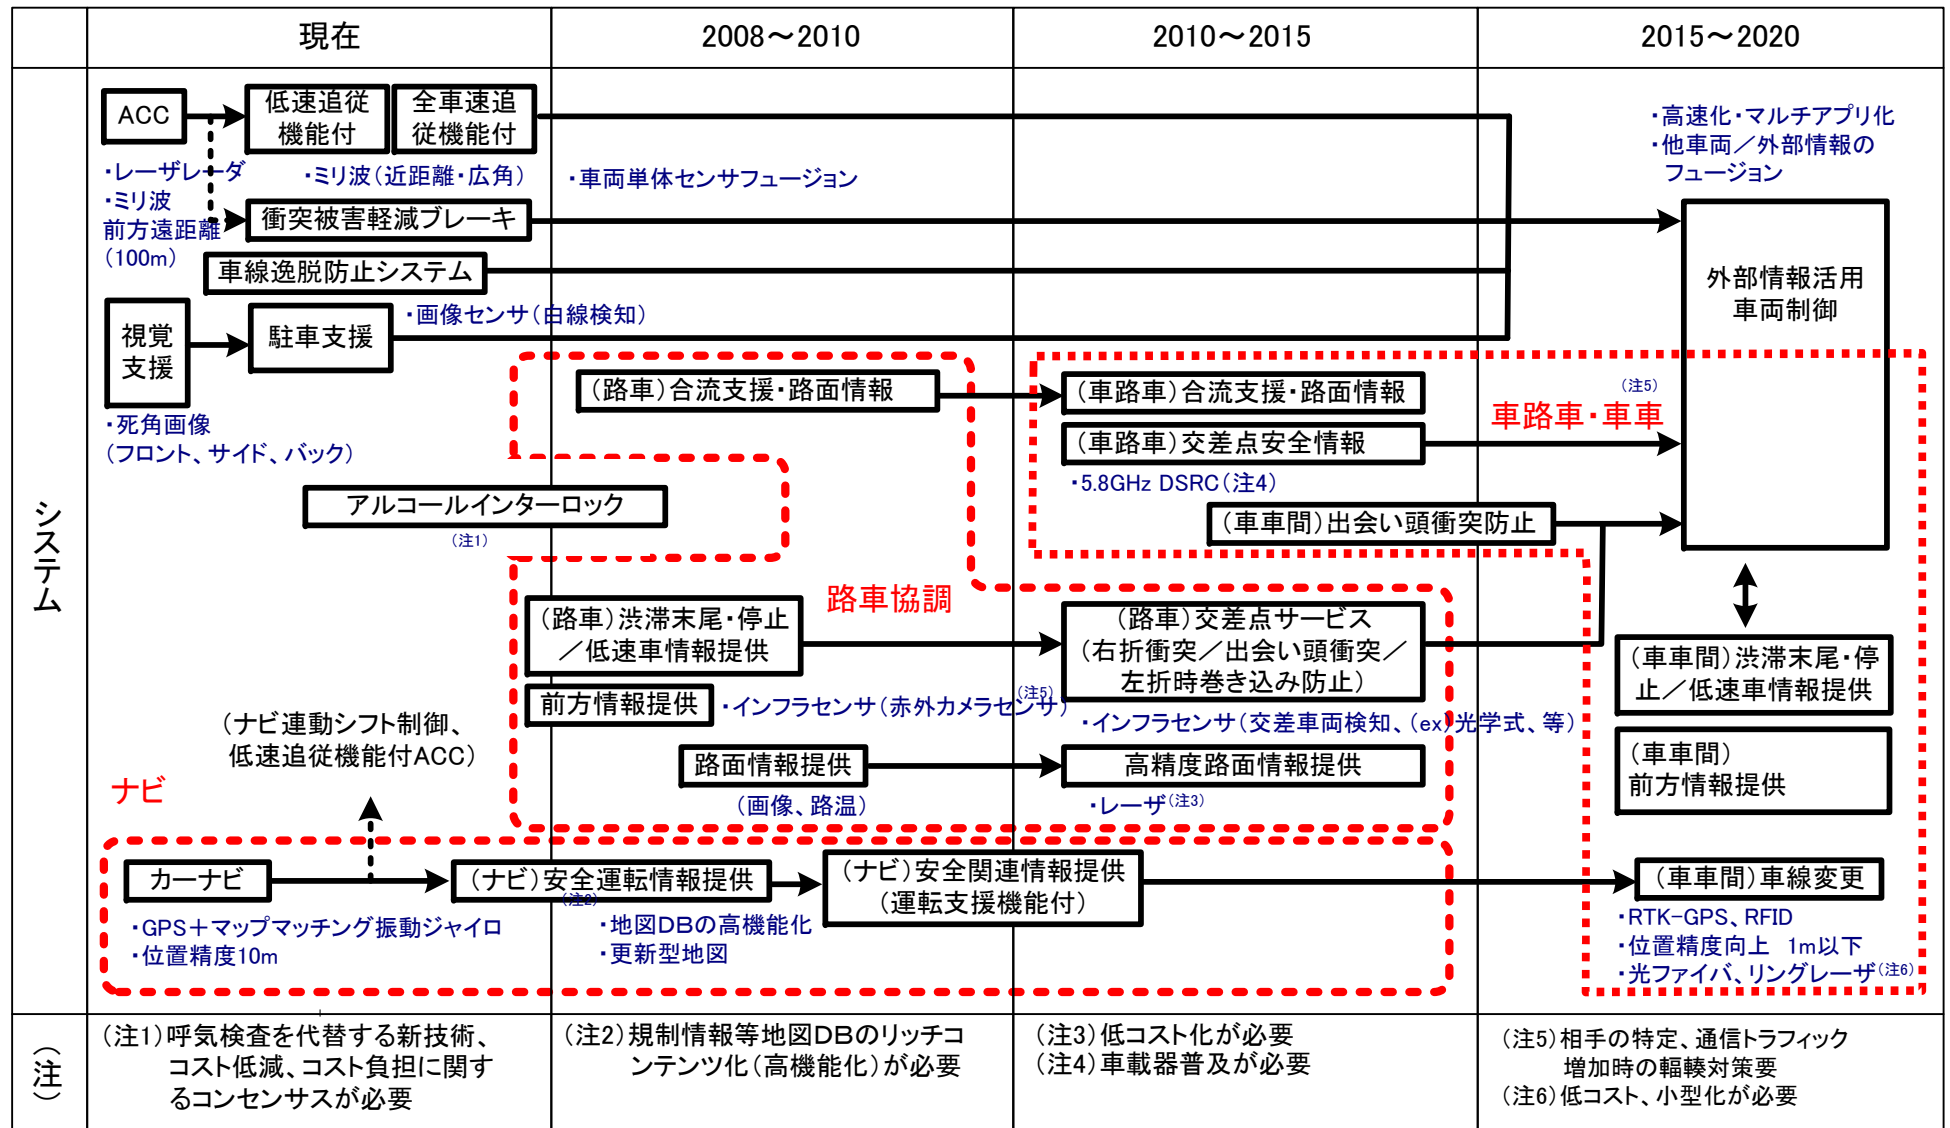 現在
2008～2010
2010～2015
2015～2020
システム
ACC
低速追従
機能付
全車速追
従機能付
・レーザレーダ
・ミリ波
前方遠距離
(100m)
・ミリ波(近距離・広角)
・車両単体センサフュージョン
・高速化・マルチアプリ化
・他車両／外部情報の
フュージョン
衝突被害軽減ブレーキ
車線逸脱防止システム
視覚
支援
駐車支援
・画像センサ(白線検知)
・死角画像
(フロント、サイド、バック)
外部情報活用
車両制御
(路車)合流支援・路面情報
(車路車)合流支援・路面情報
(注5)
車路車・車車
(車路車)交差点安全情報
・5.8GHz DSRC(注4)
アルコールインターロック
(注1)
(車車間)出会い頭衝突防止
路車協調
(路車)渋滞末尾・停止
／低速車情報提供
(路車)交差点サービス
(右折衝突／出会い頭衝突／
左折時巻き込み防止)
前方情報提供
・インフラセンサ(赤外カメラセンサ)
(注5)
・インフラセンサ(交差車両検知、(ex)光学式、等)
(車車間)渋滞末尾・停
止／低速車情報提供
(ナビ連動シフト制御、
低速追従機能付ACC)
路面情報提供
(画像、路温)
高精度路面情報提供
・レーザ(注3)
(車車間)
前方情報提供
ナビ
カーナビ
(ナビ)安全運転情報提供
(注2)
(ナビ)安全関連情報提供
(運転支援機能付)
(車車間)車線変更
・GPS＋マップマッチング振動ジャイロ
・位置精度10m
・地図DBの高機能化
・更新型地図
・RTK-GPS、RFID
・位置精度向上　1m以下
・光ファイバ、リングレーザ(注6)
(注)
(注1)呼気検査を代替する新技術、
コスト低減、コスト負担に関す
るコンセンサスが必要
(注2)規制情報等地図DBのリッチコ
ンテンツ化(高機能化)が必要
(注3)低コスト化が必要
(注4)車載器普及が必要
(注5)相手の特定、通信トラフィック
増加時の輻輳対策要
(注6)低コスト、小型化が必要